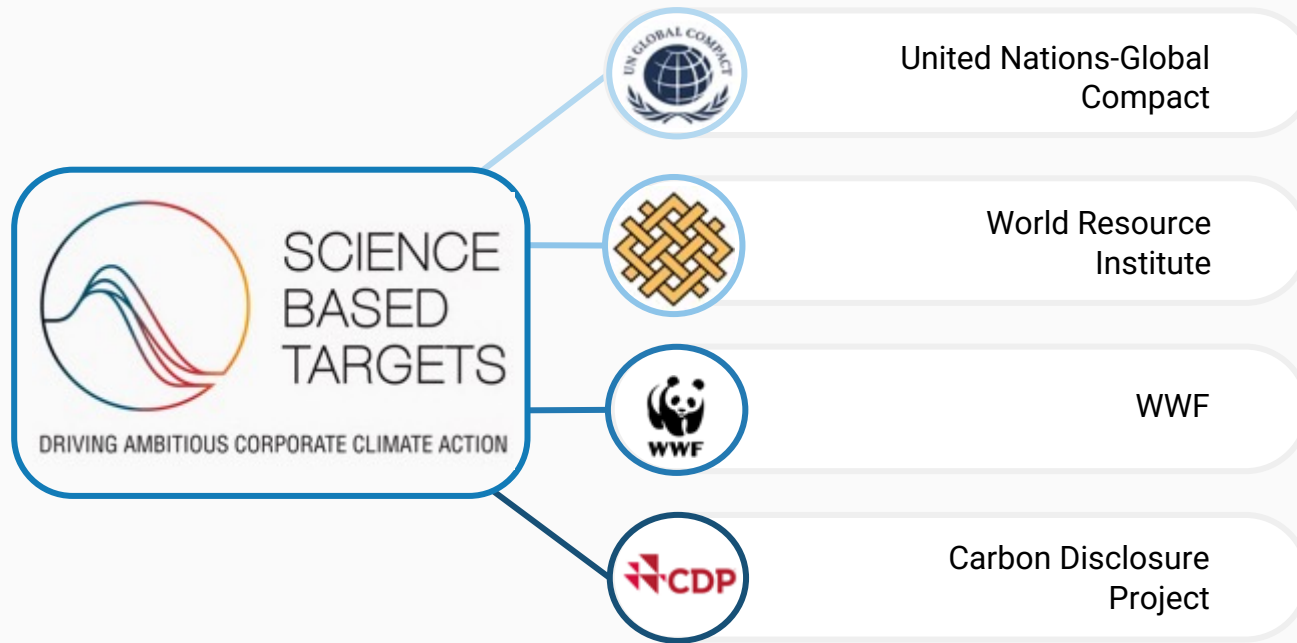 SCIENCE
BASED
TARGETS
DRIVING AMBITIOUS CORPORATE CLIMATE ACTION
UN GLOBAL COMPACT
United Nations-Global
Compact
World Resource
Institute
WWF
WWF
CDP
Carbon Disclosure
Project